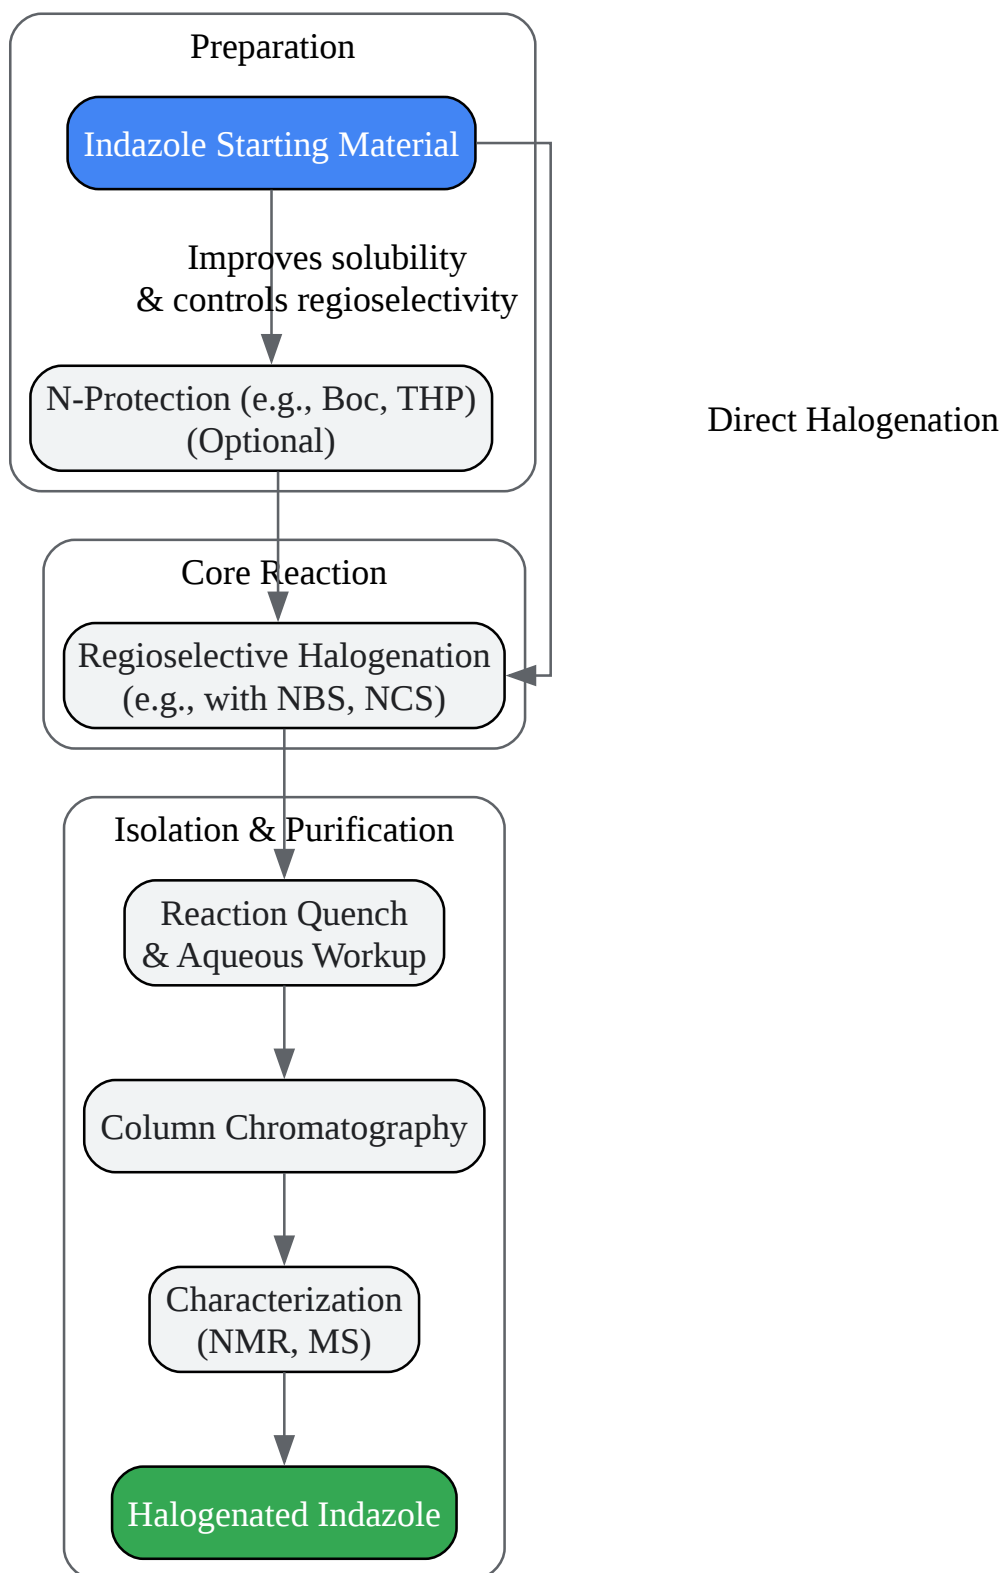 Preparation
Indazole Starting Material
Improves solubility
& controls regioselectivity
N-Protection (e.g., Boc, THP)
(Optional)
Direct Halogenation
Core Reaction
Regioselective Halogenation
(e.g., with NBS, NCS)
Isolation & Purification
Reaction Quench
& Aqueous Workup
Column Chromatography
Characterization
(NMR, MS)
Halogenated Indazole